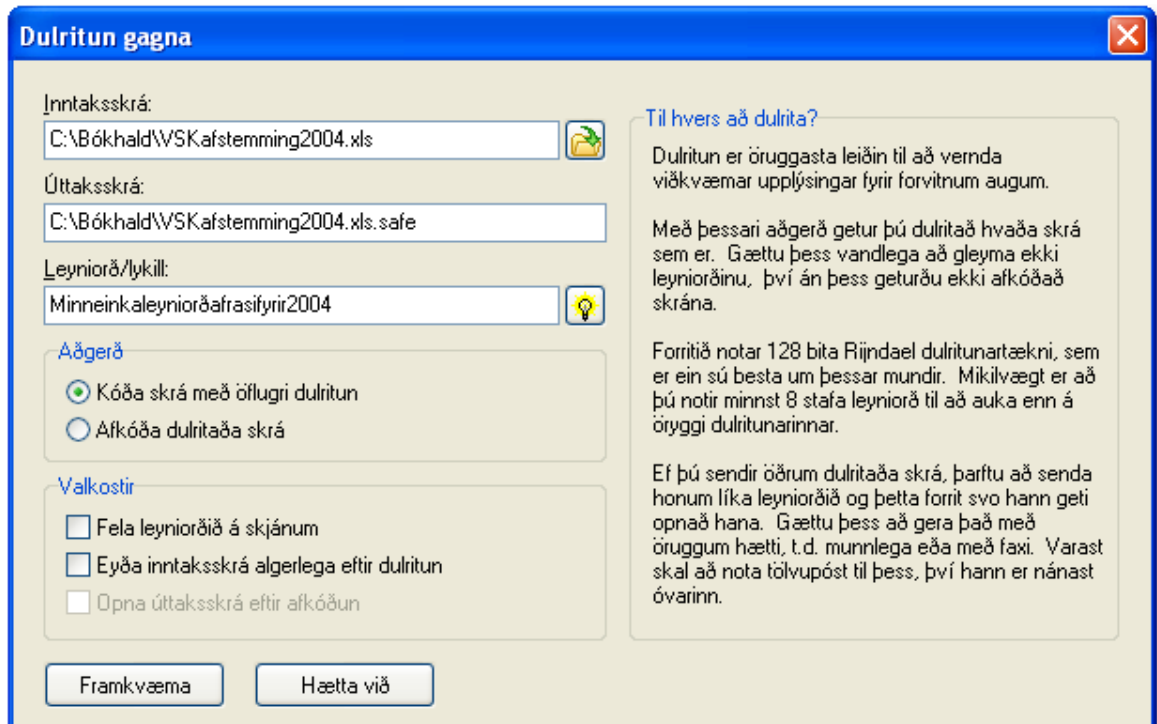 Dulritun gagna
Inntaksskrá:
C:\Bókhald\VSKafstemming2004.xls
Úttaksskrá:
C:\Bókhald\VSKafstemming2004.xls.safe
Leyniorð/lykill:
Minneinkaleyniorðafrasifyrir2004
Aðgerð
Kóða skrá með öflugri dulritun
Afkóða dulritaða skrá
Valkostir
Fela leyniorðið á skjánum
Eyða inntaksskrá algerlega eftir dulritun
Opna úttaksskrá eftir afkóðun
Framkvæma
Hætta við
Til hvers að dulrita?
Dulritun er öruggasta leiðin til að vernda
viðkvæmar upplýsingar fyrir forvitnum augum.
Með þessari aðgerð getur þú dulritað hvaða skrá
sem er.  Gættu þess vandlega að gleyma ekki
leyniorðinu,  því án þess geturðu ekki afkóðað
skrána.
Forritið notar 128 bita Rijndael dulritunartækni, sem
er ein sú besta um þessar mundir. Mikilvægt er að
þú notir minnst 8 stafa leyniorð til að auka enn á
öryggi dulritunarinnar.
Ef þú sendir öðrum dulritaða skrá, þarftu að senda
honum líka leyniorðið og þetta forrit svo hann geti
opnað hana.  Gættu þess að gera það með
öruggum hætti, t.d. munnlega eða með faxi.  Varast
skal að nota tölvupóst til þess, því hann er nánast
óvarinn.